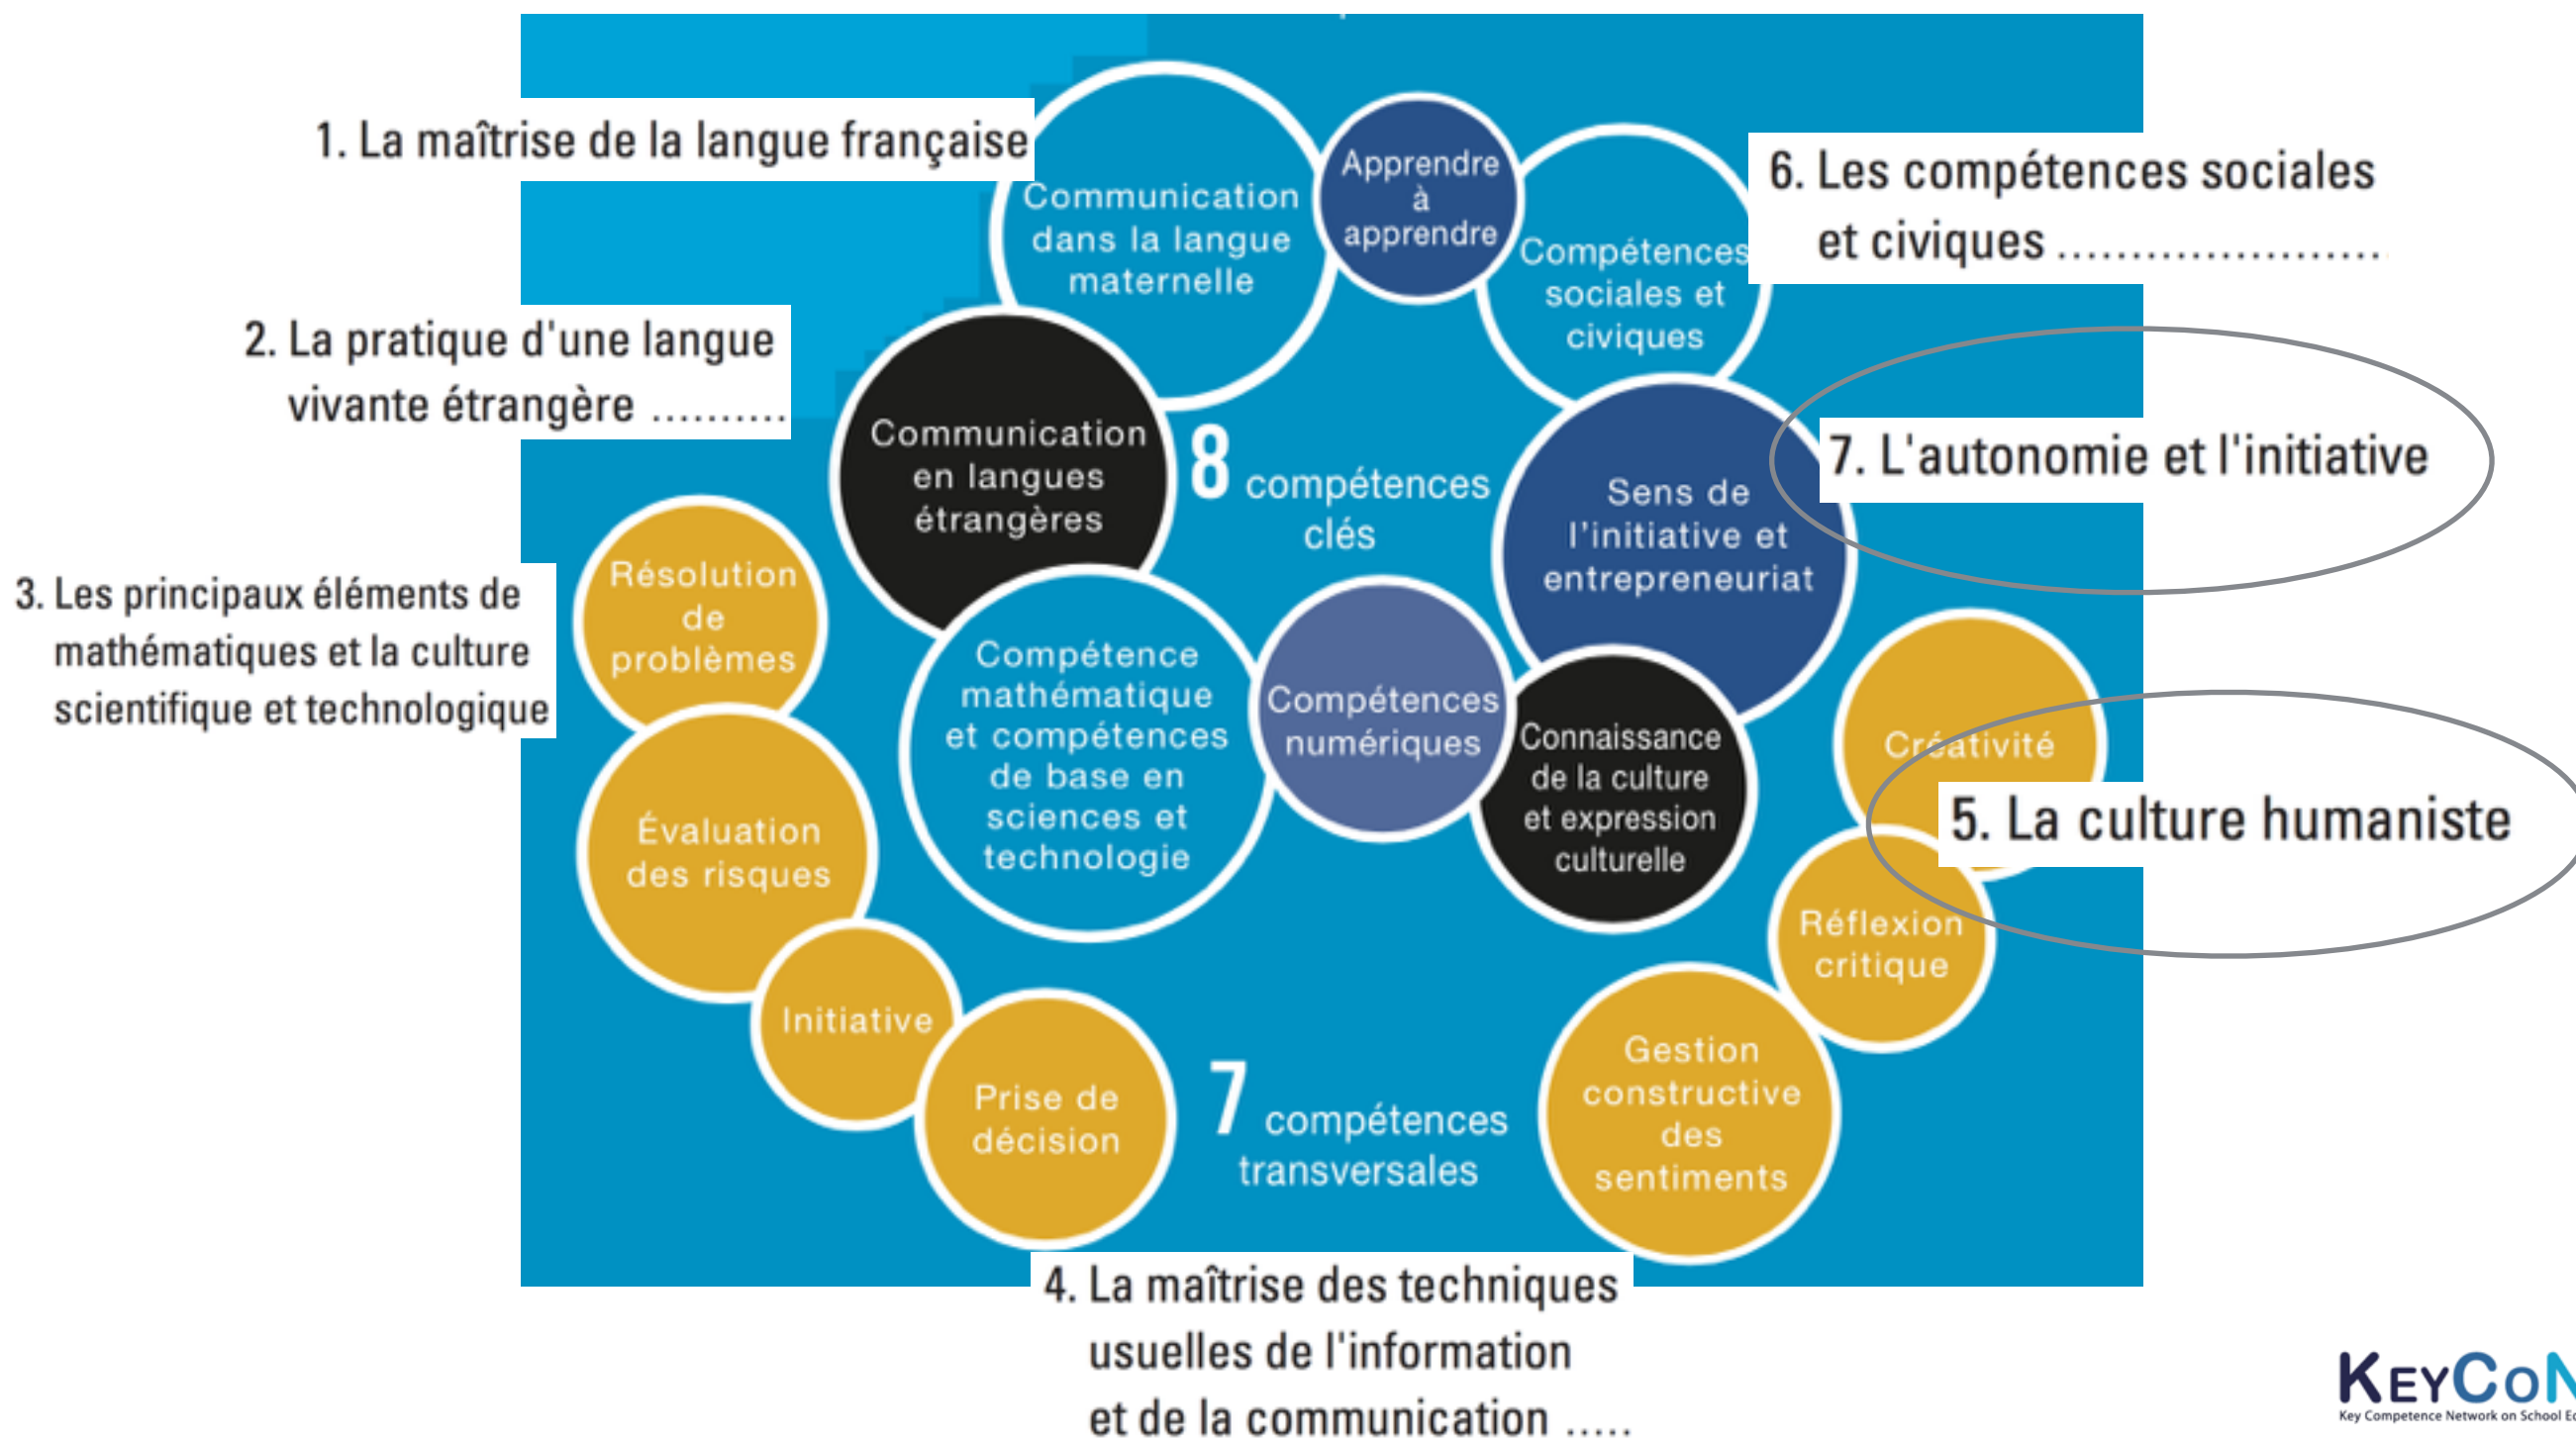 1. La maîtrise de la langue française
Communication
dans la langue
maternelle
Apprendre
à
apprendre
Compétences
sociales et
civiques
6. Les compétences sociales
et civiques ......................
2. La pratique d'une langue
vivante étrangère ..........
Communication
en langues
étrangères
8 compétences
clés
Sens de
l'initiative et
entrepreneuriat
7. L'autonomie et l'initiative
3. Les principaux éléments de
mathématiques et la culture
scientifique et technologique
Résolution
de
problèmes
Compétence
mathématique
et compétences
de base en
sciences et
technologie
Compétences
numériques
Connaissance
de la culture
et expression
culturelle
Créativité
5. La culture humaniste
Évaluation
des risques
Réflexion
critique
Initiative
Prise de
décision
7 compétences
transversales
Gestion
constructive
des
sentiments
4. La maîtrise des techniques
usuelles de l'information
et de la communication .....
KEYCoN
Key Competence Network on School